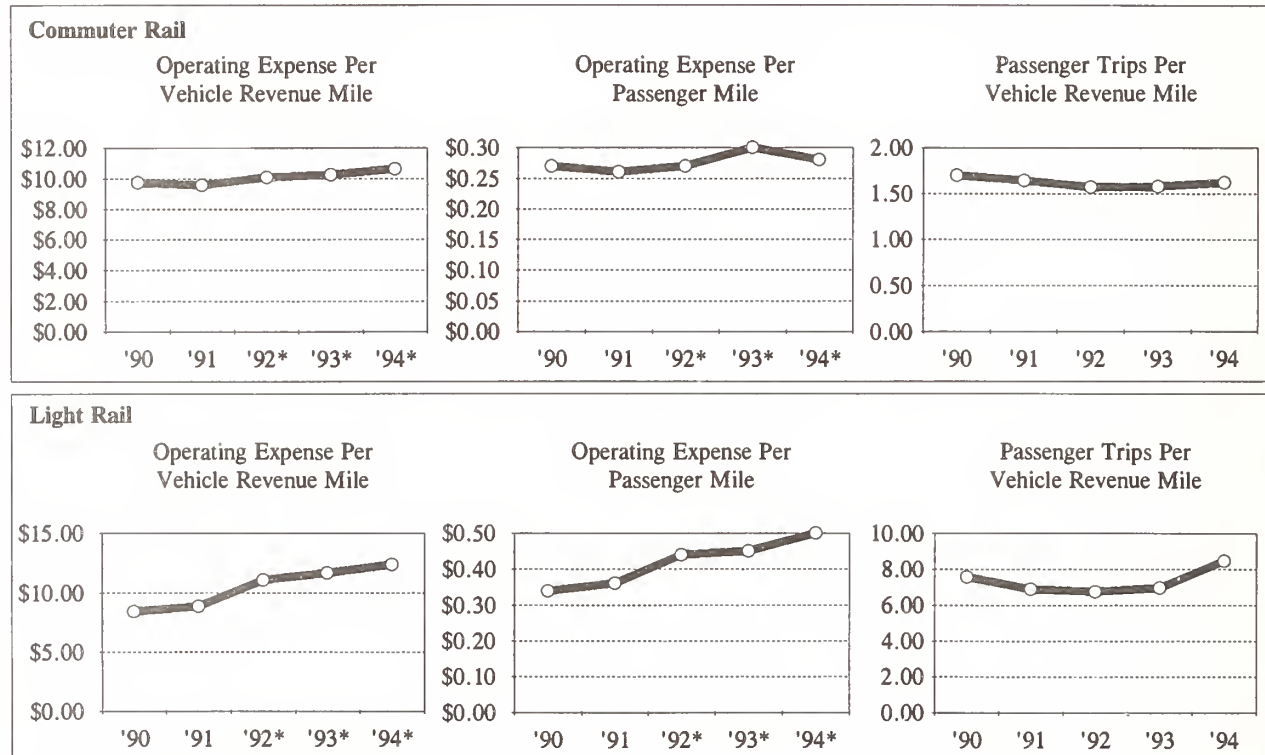 Commuter Rail
Operating Expense Per
Vehicle Revenue Mile
$12.00
$10.00
$8.00
$6.00
$4.00
$2.00
$0.00
'90 '91 '92* '93* '94*
Operating Expense Per
Passenger Mile
$0.30
$0.25
$0.20
$0.15
$0.10
$0.05
$0.00
'90 '91 '92* '93* '94*
Passenger Trips Per
Vehicle Revenue Mile
2.00
1.50
1.00
0.50
0.00
'90 '91 '92 '93 '94
Light Rail
Operating Expense Per
Vehicle Revenue Mile
$15.00
$10.00
$5.00
$0.00
'90 '91 '92* '93* '94*
Operating Expense Per
Passenger Mile
$0.50
$0.40
$0.30
$0.20
$0.10
$0.00
'90 '91 '92* '93* '94*
Passenger Trips Per
Vehicle Revenue Mile
10.00
8.00
6.00
4.00
2.00
0.00
'90 '91 '92 '93 '94